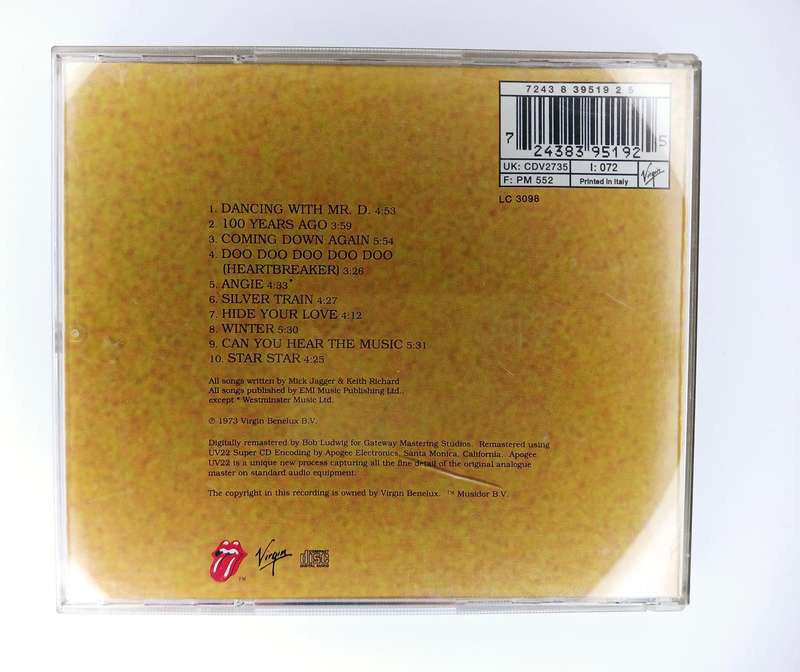 7243 8 39519 2 5
7 24383 95192 5
UK: CDV2735 I: 072
F: PM 552 Printed in Italy Virgin
LC 3098
1. DANCING WITH MR. D. 4:53
2. 100 YEARS AGO 3:59
3. COMING DOWN AGAIN 5:54
4. DOO DOO DOO DOO DOO
(HEARTBREAKER) 3:26
5. ANGIE 4:33*
6. SILVER TRAIN 4:27
7. HIDE YOUR LOVE 4:12
8. WINTER 5:30
9. CAN YOU HEAR THE MUSIC 5:31
10. STAR STAR 4:25
All songs written by Mick Jagger & Keith Richard
All songs published by EMI Music Publishing Ltd.,
except * Westminster Music Ltd.
℗ 1973 Virgin Benelux B.V.
Digitally remastered by Bob Ludwig for Gateway Mastering Studios. Remastered using
UV22 Super CD Encoding by Apogee Electronics, Santa Monica, California. Apogee
UV22 is a unique new process capturing all the fine detail of the original analogue
master on standard audio equipment.
The copyright in this recording is owned by Virgin Benelux. ™ Musidor B.V.
TM Virgin disc DIGITAL AUDIO